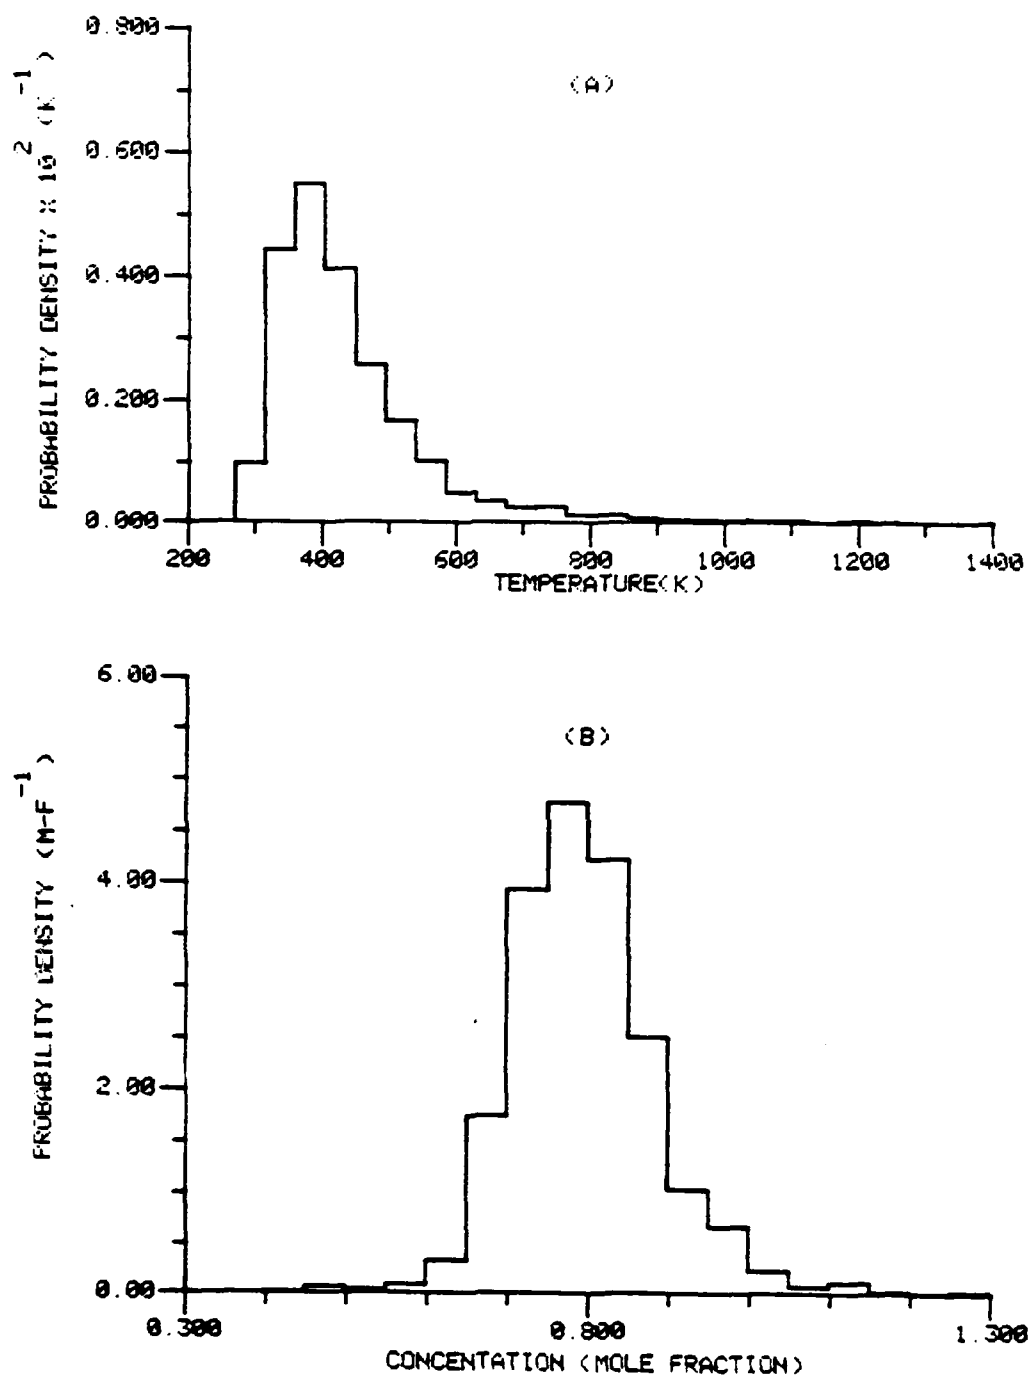 0.800
(A)
0.600
0.400
0.200
0.000
PROBABILITY DENSITY X 10^2 (K^-1)
200 400 600 800 1000 1200 1400
TEMPERATURE(K)
6.00
(B)
4.00
2.00
0.00
PROBABILITY DENSITY (M-F^-1)
0.300 0.800 1.300
CONCENTATION (MOLE FRACTION)